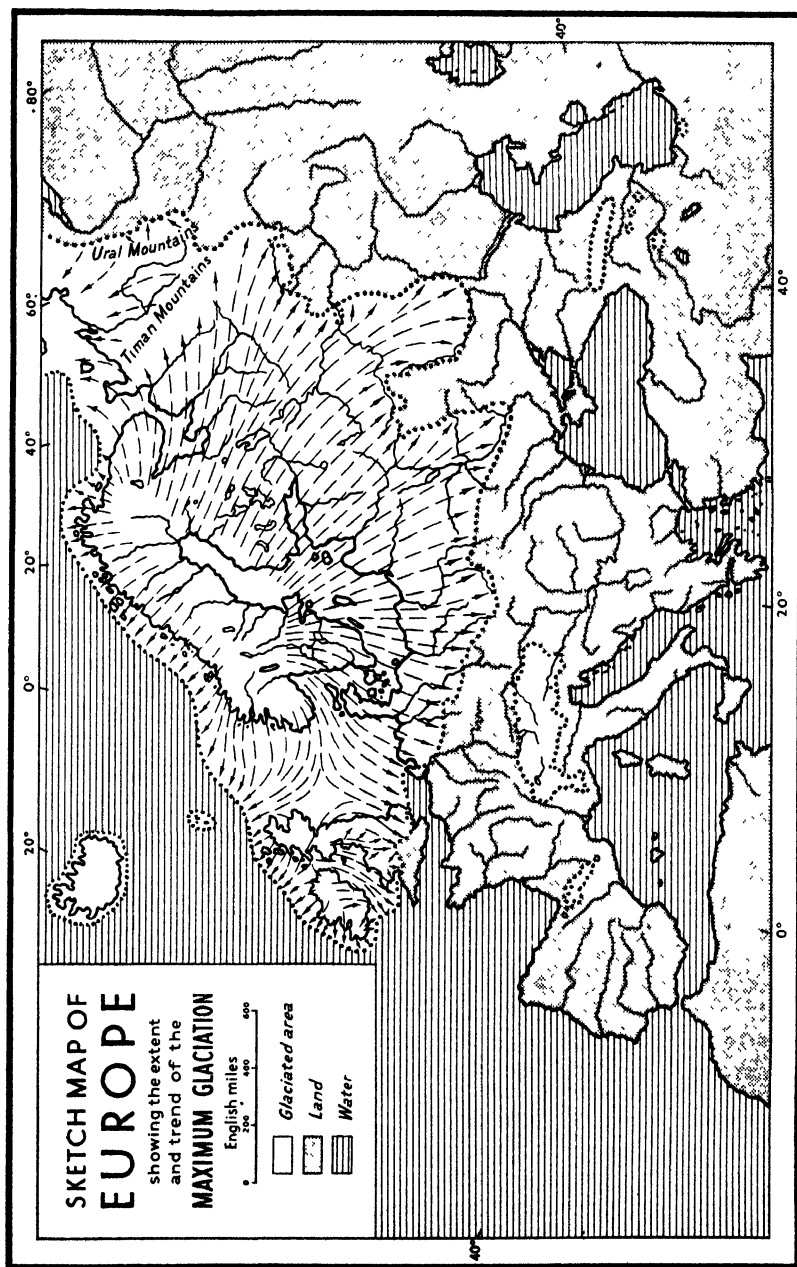 SKETCH MAP OF
EUROPE
showing the extent
and trend of the
MAXIMUM GLACIATION
English miles
0 200 400 600
Glaciated area
Land
Water
20°
0°
20°
40°
60°
80°
Ural Mountains
Timan Mountains
40°
40°
0°
20°
40°